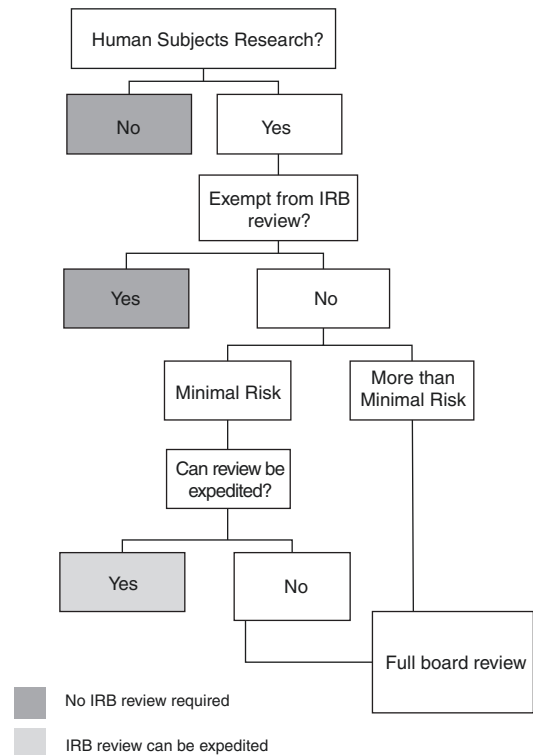 Human Subjects Research?
No
Yes
Exempt from IRB
review?
Yes
No
Minimal Risk
More than
Minimal Risk
Can review be
expedited?
Yes
No
Full board review
No IRB review required
IRB review can be expedited